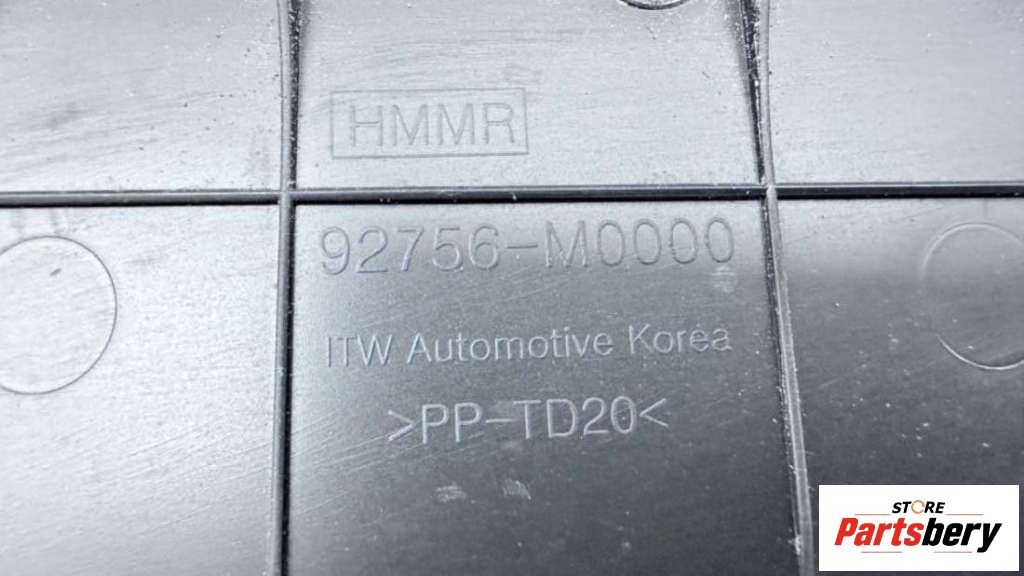 HMMR
92756-M0000
ITW Automotive Korea
>PP-TD20<
STORE
Partsbery